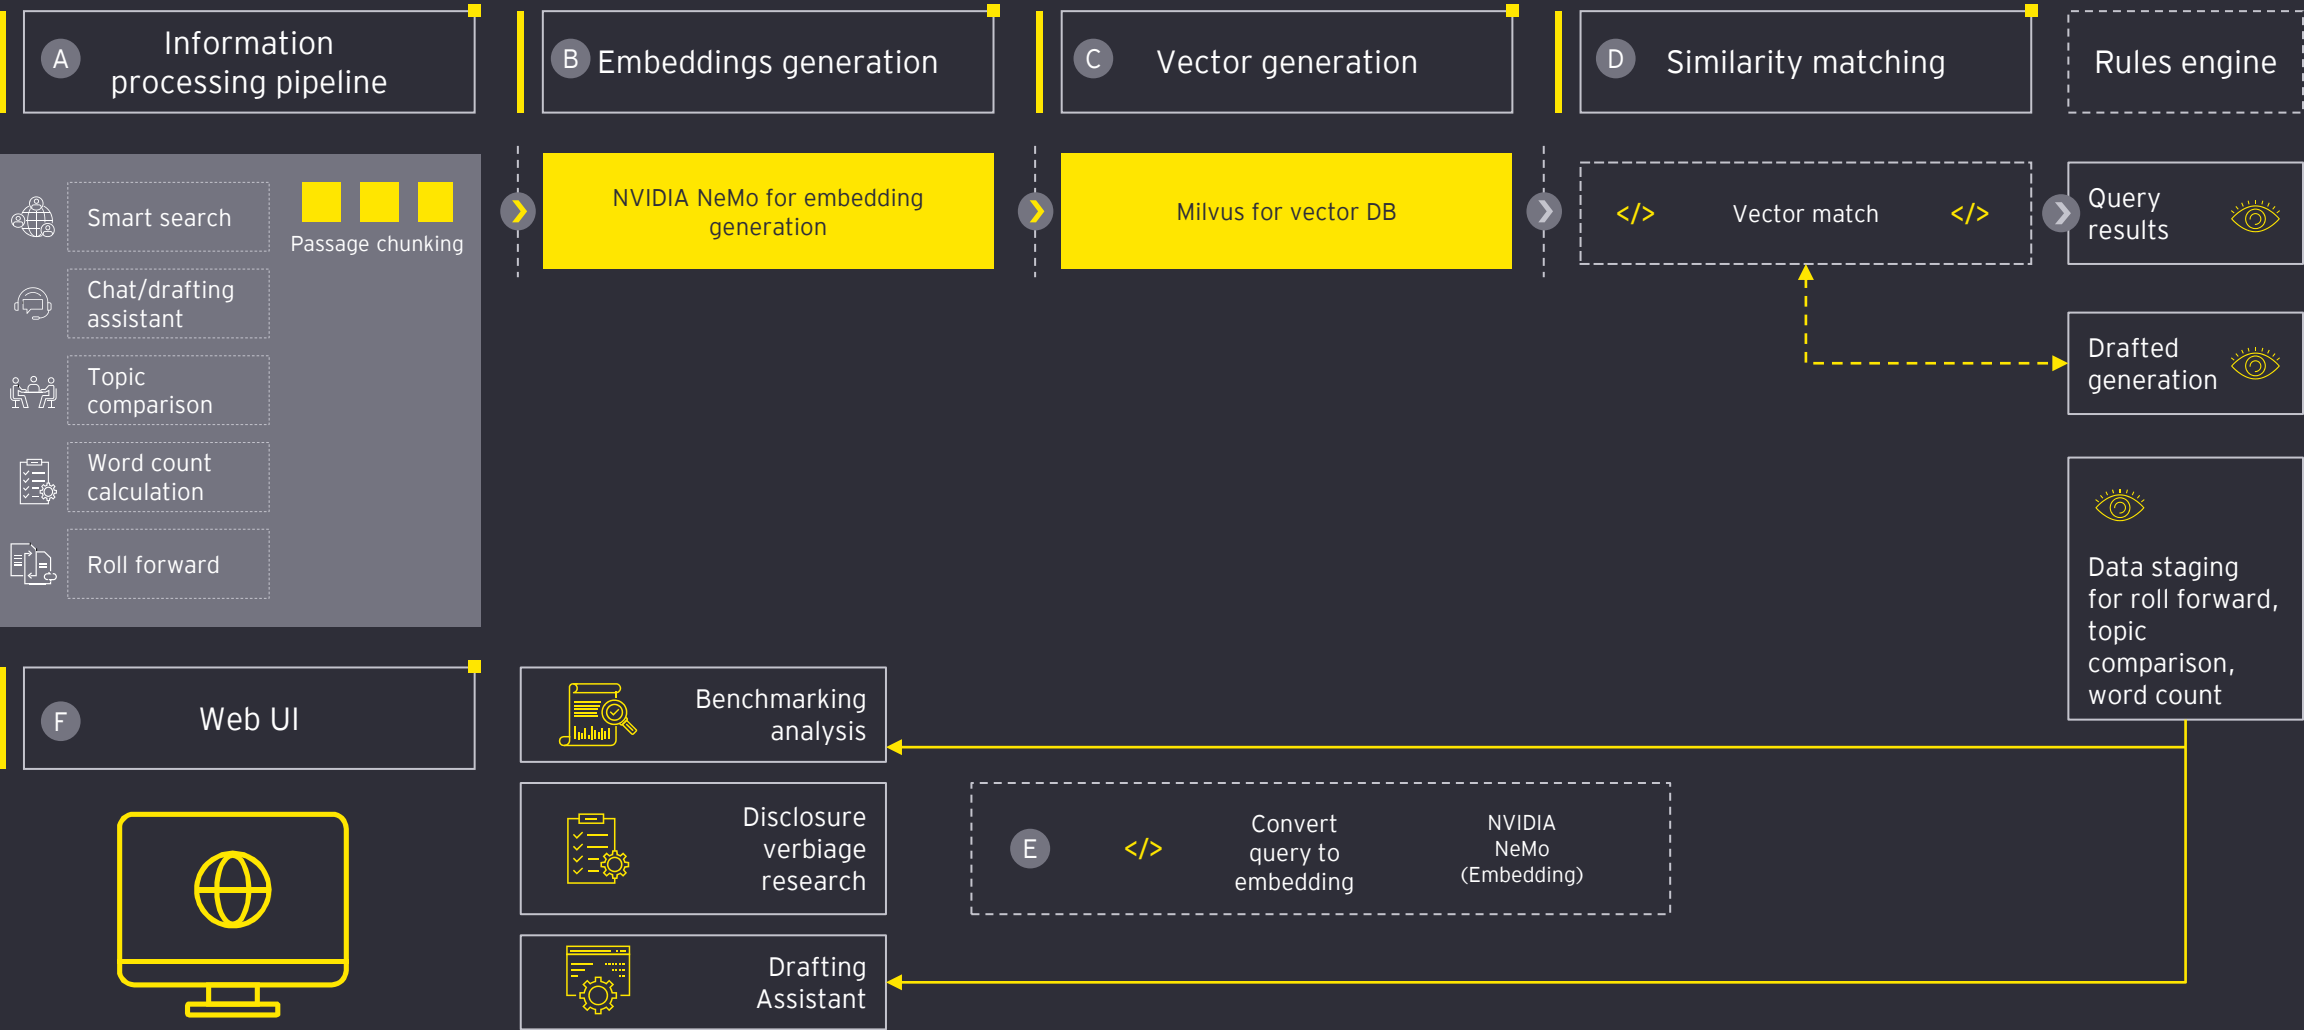 A
Information
processing pipeline
B
Embeddings generation
C
Vector generation
D
Similarity matching
Rules engine
Smart search
Passage chunking
Chat/drafting
assistant
Topic
comparison
Word count
calculation
Roll forward
NVIDIA NeMo for embedding
generation
Milvus for vector DB
</>
Vector match
</>
Query
results
Drafted
generation
Data staging
for roll forward,
topic
comparison,
word count
F
Web UI
Benchmarking
analysis
Disclosure
verbiage
research
Drafting
Assistant
E
</>
Convert
query to
embedding
NVIDIA
NeMo
(Embedding)